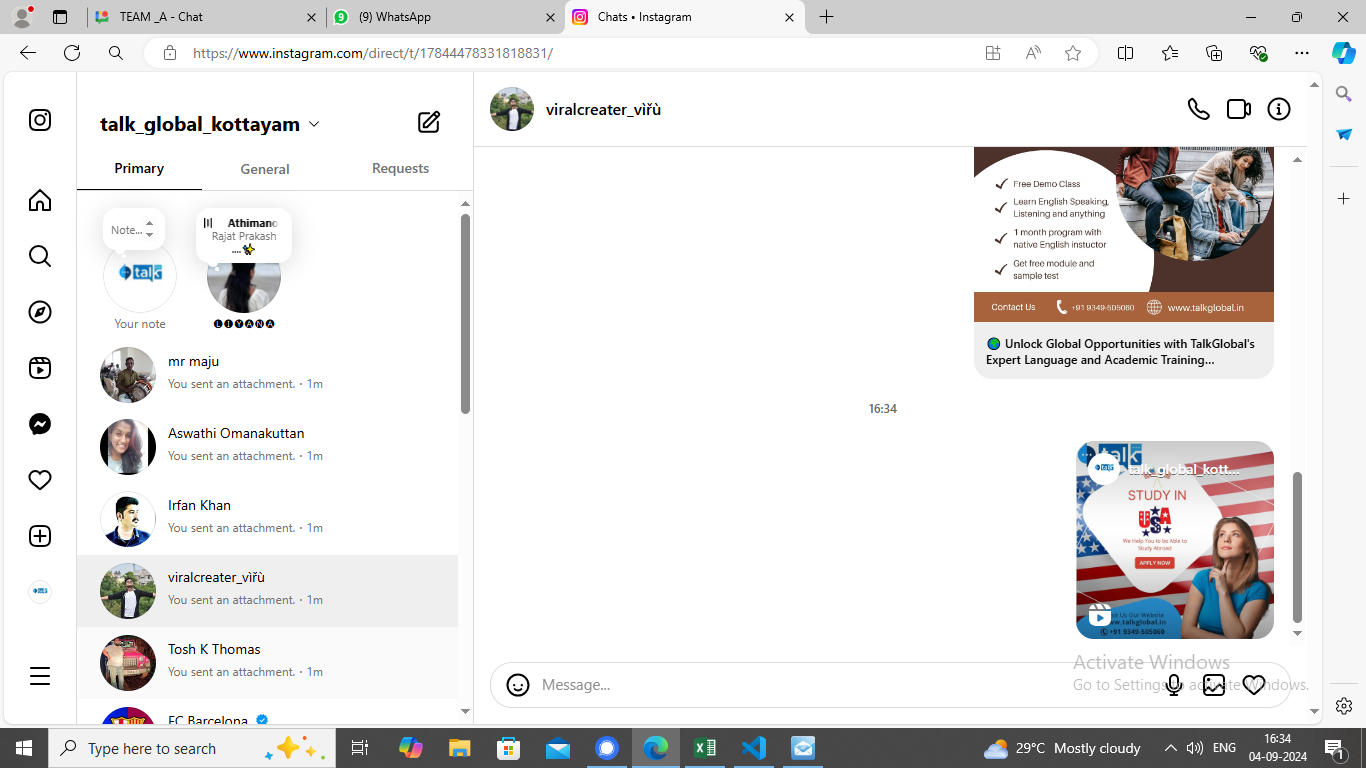 TEAM _A - Chat
(9) WhatsApp
Chats • Instagram
https://www.instagram.com/direct/t/17844478331818831/
talk_global_kottayam
Primary
General
Requests
Note...
Athimano
Rajat Prakash
....✨
talk
Your note
🅛🅘🅨🅐🅝🅐
mr maju
You sent an attachment. · 1m
Aswathi Omanakuttan
You sent an attachment. · 1m
Irfan Khan
You sent an attachment. · 1m
viralcreater_vìřù
You sent an attachment. · 1m
Tosh K Thomas
You sent an attachment. · 1m
FC Barcelona
viralcreater_vìřù
Free Demo Class
Learn English Speaking,
Listening and anything
1 month program with
native English instuctor
Get free module and
sample test
Contact Us
+91 9349-505060
www.talkglobal.in
🌍 Unlock Global Opportunities with TalkGlobal's
Expert Language and Academic Training...
16:34
talk
talk_global_kott...
STUDY IN
USA
We Help You to be Able to
Study Abroad
APPLY NOW
www.talkglobal.in
+91 9349-505060
Message...
Activate Windows
Go to Settings to activate Windows.
Type here to search
29°C Mostly cloudy
ENG
16:34
04-09-2024
1